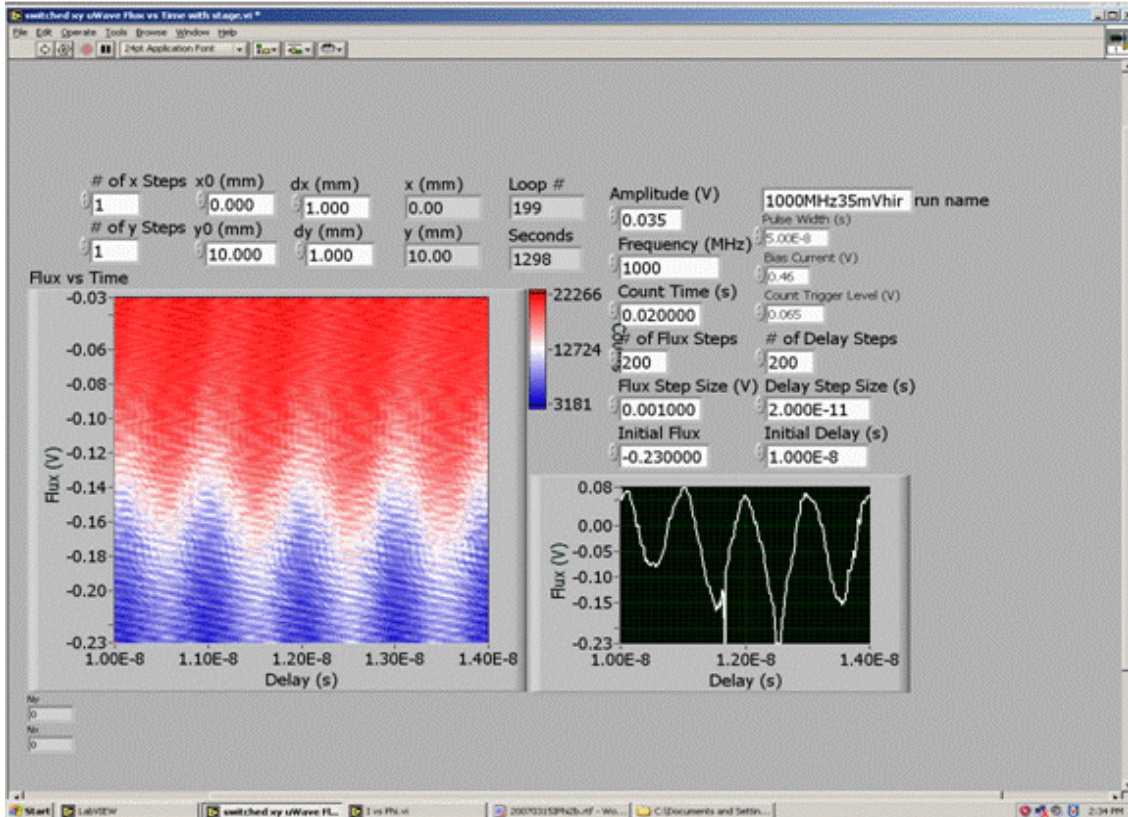 switched xy uWave Flux vs Time with stage.vi *
File Edit Operate Tools Browse Window Help
24pt Application Font
# of x Steps x0 (mm) dx (mm) x (mm) Loop #
1 0.000 1.000 0.00 199
# of y Steps y0 (mm) dy (mm) y (mm) Seconds
1 10.000 1.000 10.00 1298
Amplitude (V)
0.035
1000MHz35mVhir run name
Pulse Width (s)
5.00E-8
Frequency (MHz)
1000
Bias Current (V)
0.46
Count Time (s)
0.020000
Count Trigger Level (V)
0.065
# of Flux Steps # of Delay Steps
200 200
Flux Step Size (V) Delay Step Size (s)
0.001000 2.000E-11
Initial Flux Initial Delay (s)
-0.230000 1.000E-8
Flux vs Time
-0.03
-0.06
-0.08
-0.10
-0.12
-0.14
-0.16
-0.18
-0.20
-0.23
Flux (V)
1.00E-8 1.10E-8 1.20E-8 1.30E-8 1.40E-8
Delay (s)
22266
12724
3181
Counts
0.08
0.00
-0.05
-0.10
-0.15
-0.23
Flux (V)
1.00E-8 1.20E-8 1.40E-8
Delay (s)
0
0
Start LabVIEW switched xy uWave Fl... I vs Phi.vi - Wo... C:\Documents and Settin... 2:34 PM